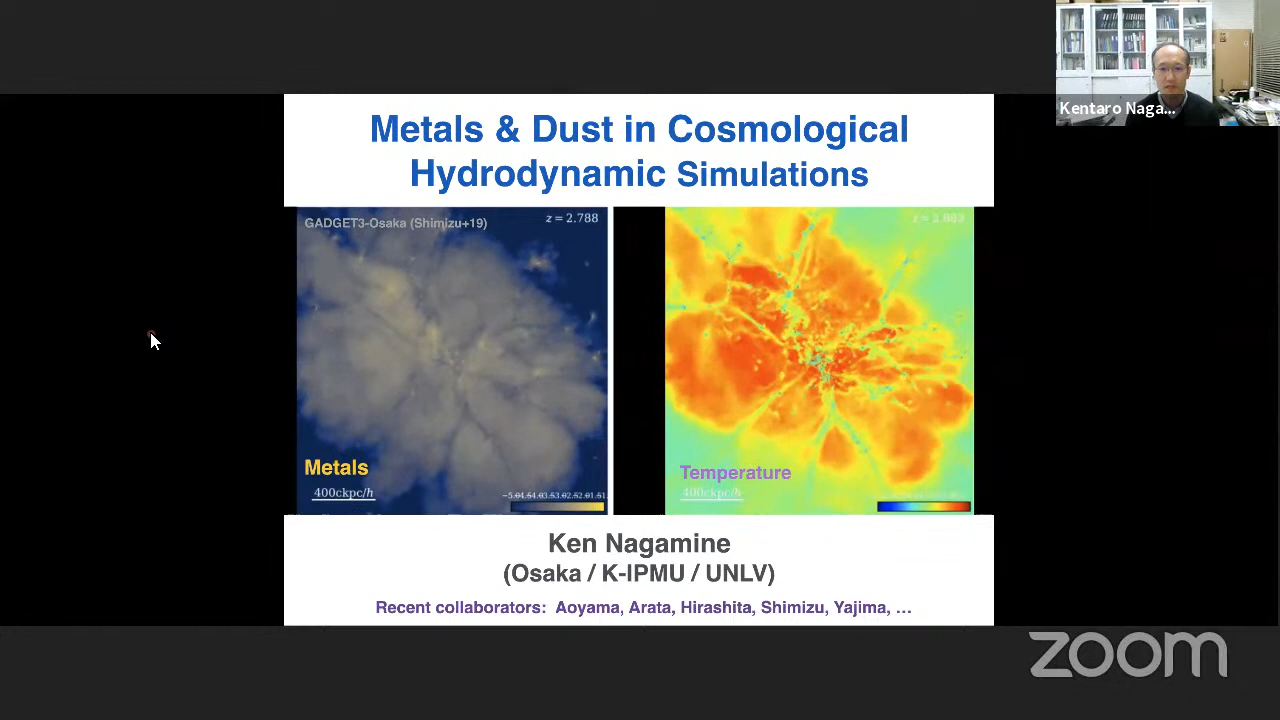 Kentaro Naga...
Metals & Dust in Cosmological
Hydrodynamic Simulations
GADGET3-Osaka (Shimizu+19)
z = 2.788
Metals
400ckpc/h
Temperature
400ckpc/h
Ken Nagamine
(Osaka / K-IPMU / UNLV)
Recent collaborators: Aoyama, Arata, Hirashita, Shimizu, Yajima, …
zoom